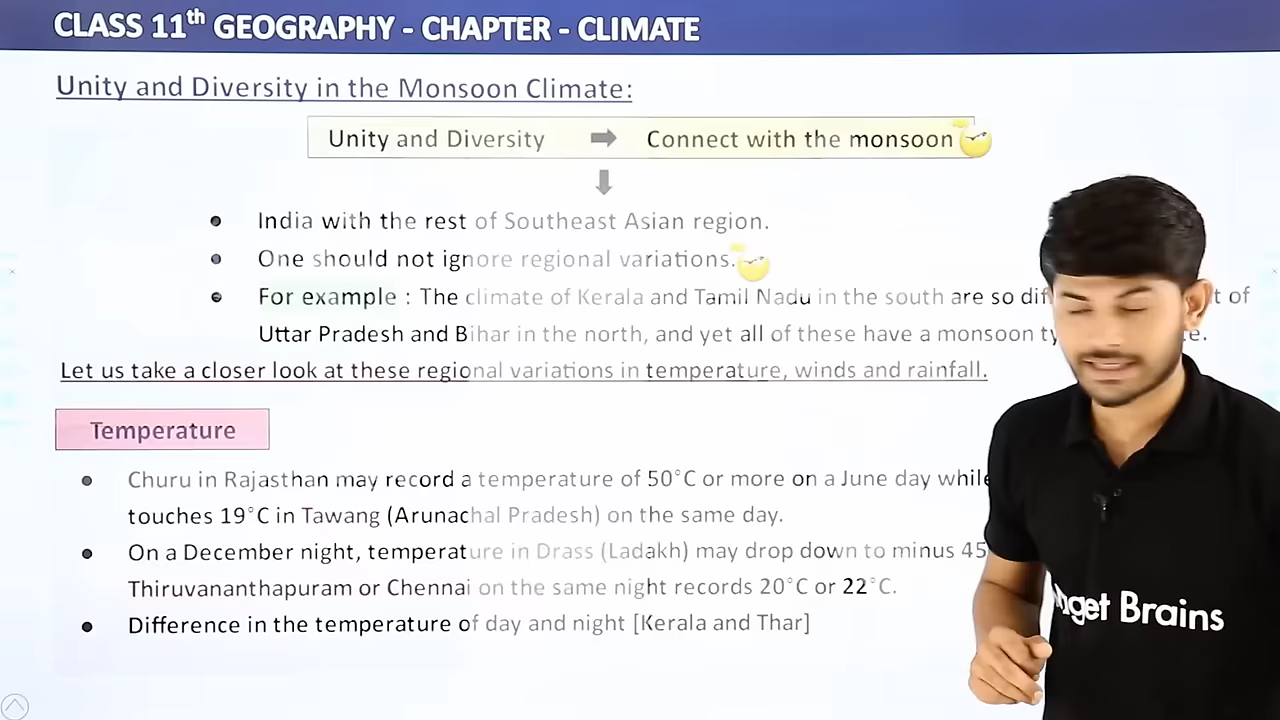 CLASS 11th GEOGRAPHY - CHAPTER - CLIMATE
Unity and Diversity in the Monsoon Climate:
Unity and Diversity ➡ Connect with the monsoon
● India with the rest of Southeast Asian region.
● One should not ignore regional variations.
● For example : The climate of Kerala and Tamil Nadu in the south are so of
Uttar Pradesh and Bihar in the north, and yet all of these have a monsoon
Let us take a closer look at these regional variations in temperature, winds and rainfall.
Temperature
● Churu in Rajasthan may record a temperature of 50°C or more on a June day while
touches 19°C in Tawang (Arunachal Pradesh) on the same day.
● On a December night, temperature in Drass (Ladakh) may drop down to minus 45
Thiruvananthapuram or Chennai on the same night records 20°C or 22°C.
● Difference in the temperature of day and night [Kerala and Thar]
Brains